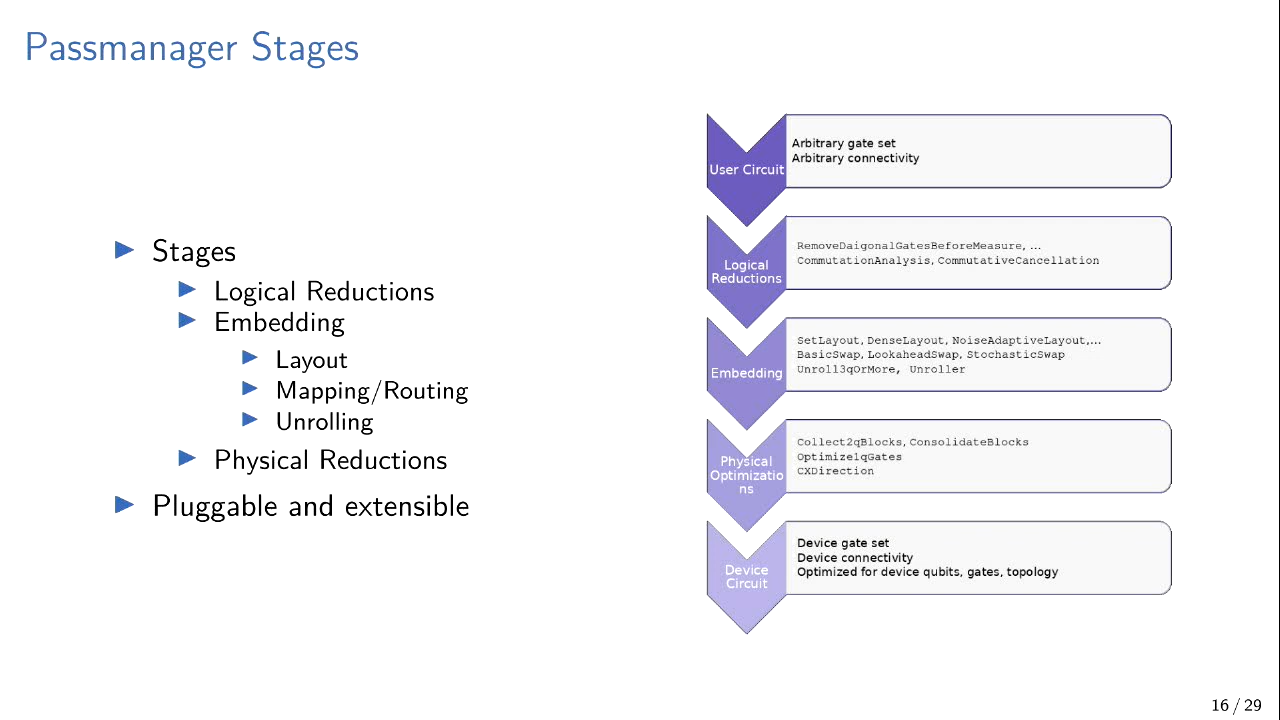 Passmanager Stages
Stages
Logical Reductions
Embedding
Layout
Mapping/Routing
Unrolling
Physical Reductions
Pluggable and extensible
User Circuit
Arbitrary gate set
Arbitrary connectivity
Logical
Reductions
RemoveDaigonalGatesBeforeMeasure, ...
CommutationAnalysis, CommutativeCancellation
Embedding
SetLayout, DenseLayout, NoiseAdaptiveLayout,...
BasicSwap, LookaheadSwap, StochasticSwap
Unroll3qOrMore, Unroller
Physical
Optimizatio
ns
Collect2qBlocks, ConsolidateBlocks
Optimize1qGates
CXDirection
Device
Circuit
Device gate set
Device connectivity
Optimized for device qubits, gates, topology
16 / 29